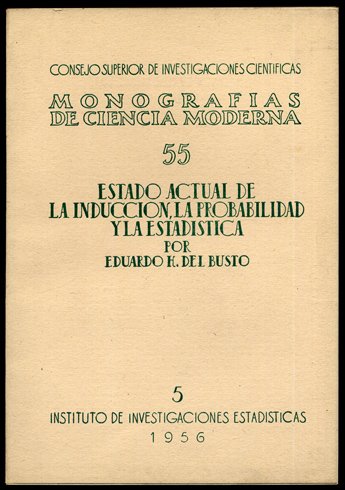 CONSEJO SUPERIOR DE INVESTIGACIONES CIENTIFICAS
MONOGRAFIAS
DE CIENCIA MODERNA
55
ESTADO ACTUAL DE
LA INDUCCION, LA PROBABILIDAD
Y LA ESTADISTICA
POR
EDUARDO H. DEL BUSTO
5
INSTITUTO DE INVESTIGACIONES ESTADISTICAS
1956